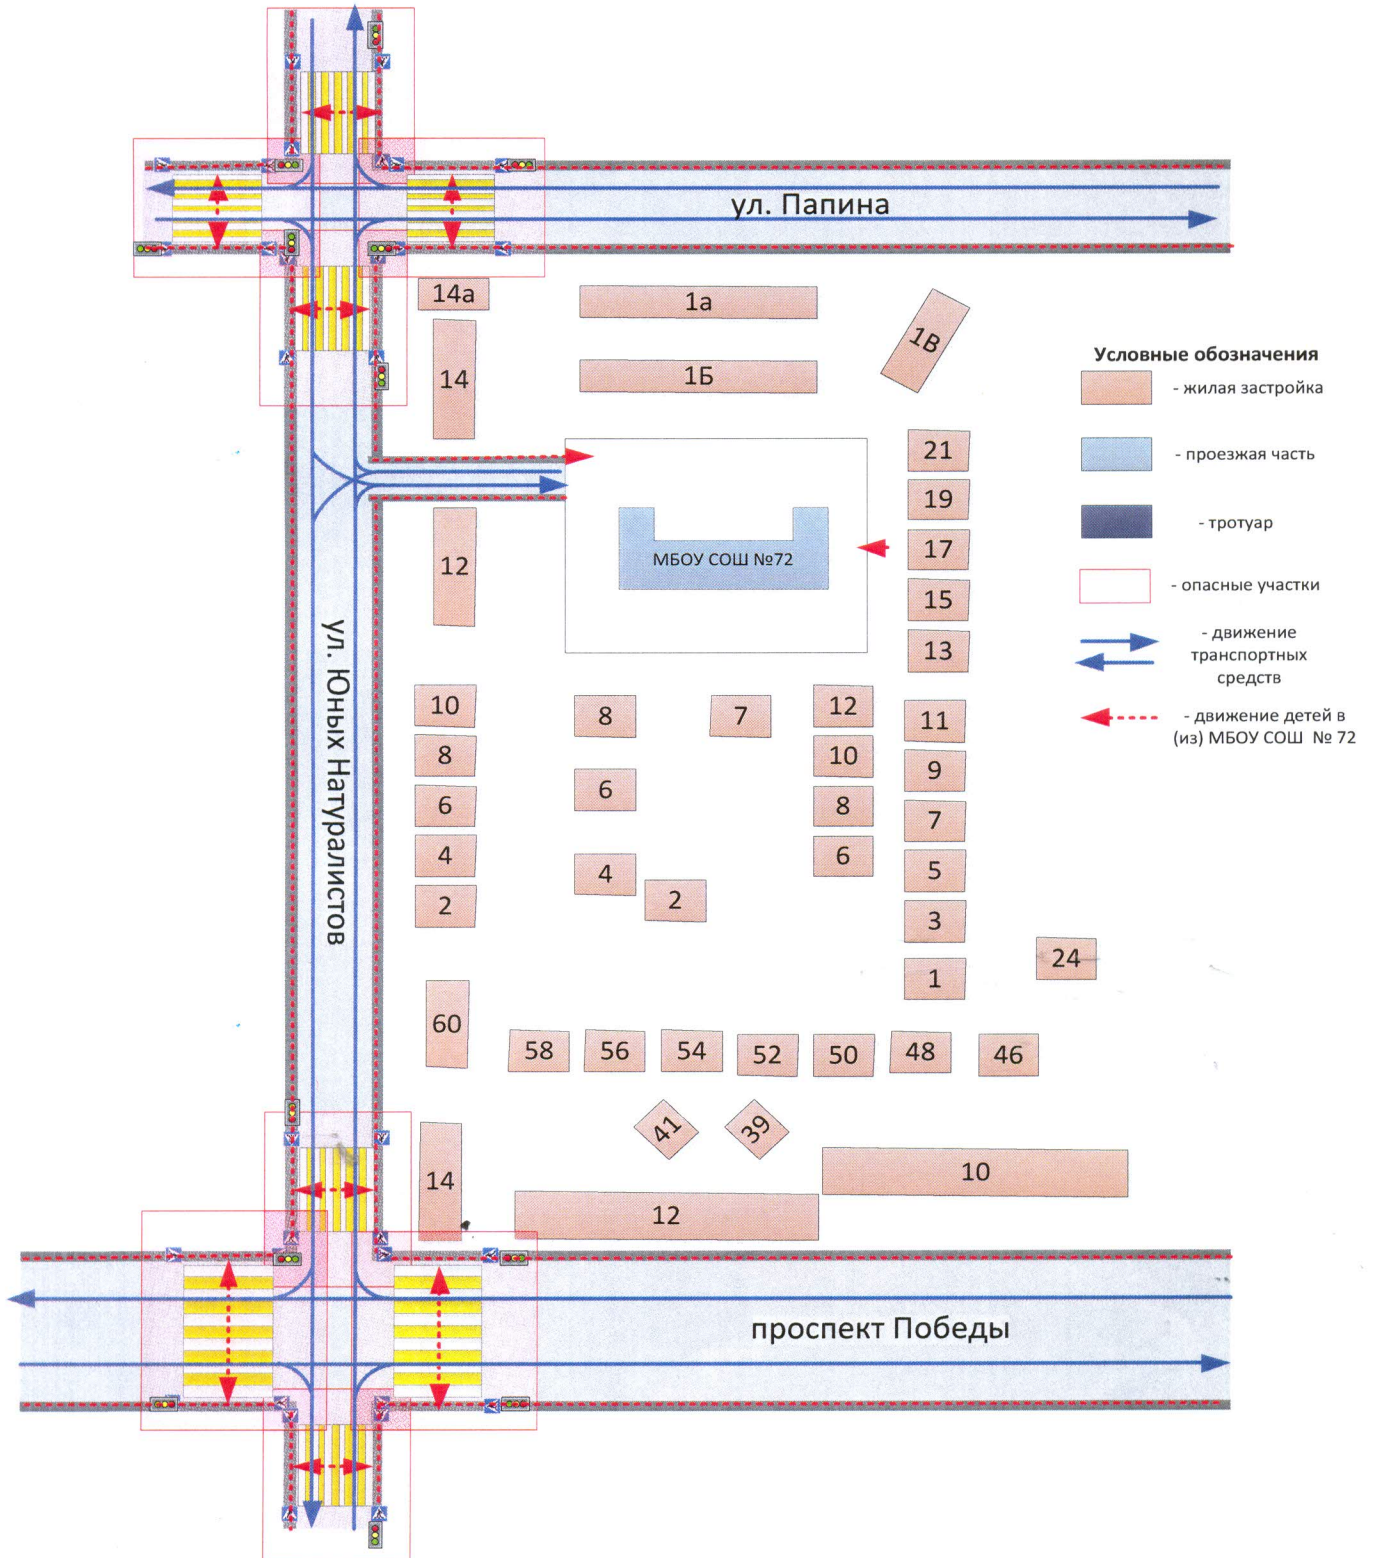 ул. Папина
14а
1а
1В
14
1Б
Условные обозначения
- жилая застройка
21
- проезжая часть
19
- тротуар
17
МБОУ СОШ №72
12
15
- опасные участки
13
- движение
транспортных
средств
ул. Юных Натуралистов
10
8
7
12
11
- движение детей в
(из) МБОУ СОШ № 72
8
10
9
6
6
8
7
4
4
6
5
2
2
3
24
1
60
58
56
54
52
50
48
46
41
39
14
10
12
проспект Победы